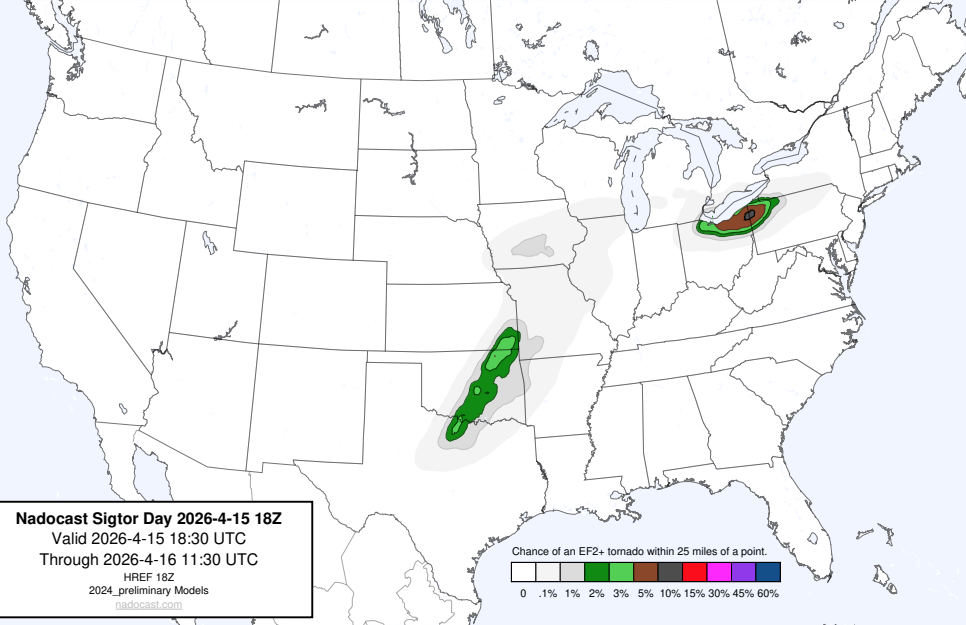 Nadocast Sigtor Day 2026-4-15 18Z
Valid 2026-4-15 18:30 UTC
Through 2026-4-16 11:30 UTC
HREF 18Z
2024_preliminary Models
nadocast.com
Chance of an EF2+ tornado within 25 miles of a point.
0 .1% 1% 2% 3% 5% 10% 15% 30% 45% 60%